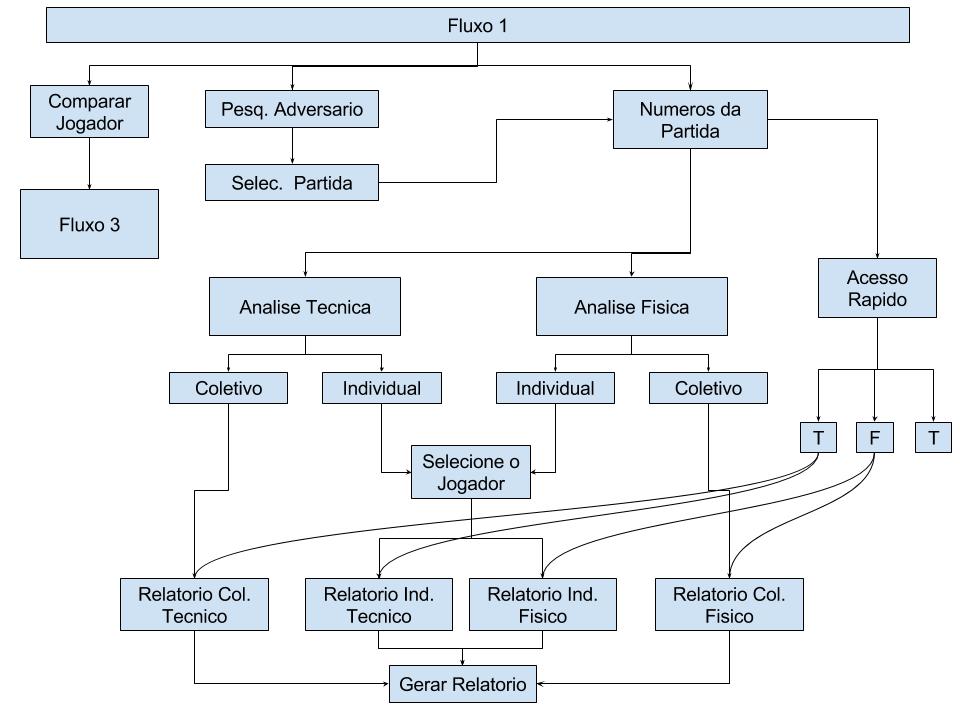 Fluxo 1
Comparar
Jogador
Pesq. Adversario
Numeros da
Partida
Selec. Partida
Fluxo 3
Analise Tecnica
Analise Fisica
Acesso
Rapido
Coletivo
Individual
Individual
Coletivo
T
F
T
Selecione o
Jogador
Relatorio Col.
Tecnico
Relatorio Ind.
Tecnico
Relatorio Ind.
Fisico
Relatorio Col.
Fisico
Gerar Relatorio